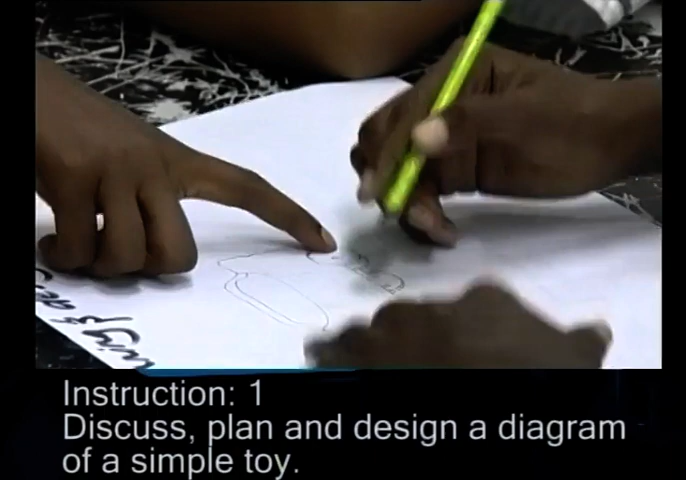 Instruction: 1
Discuss, plan and design a diagram
of a simple toy.